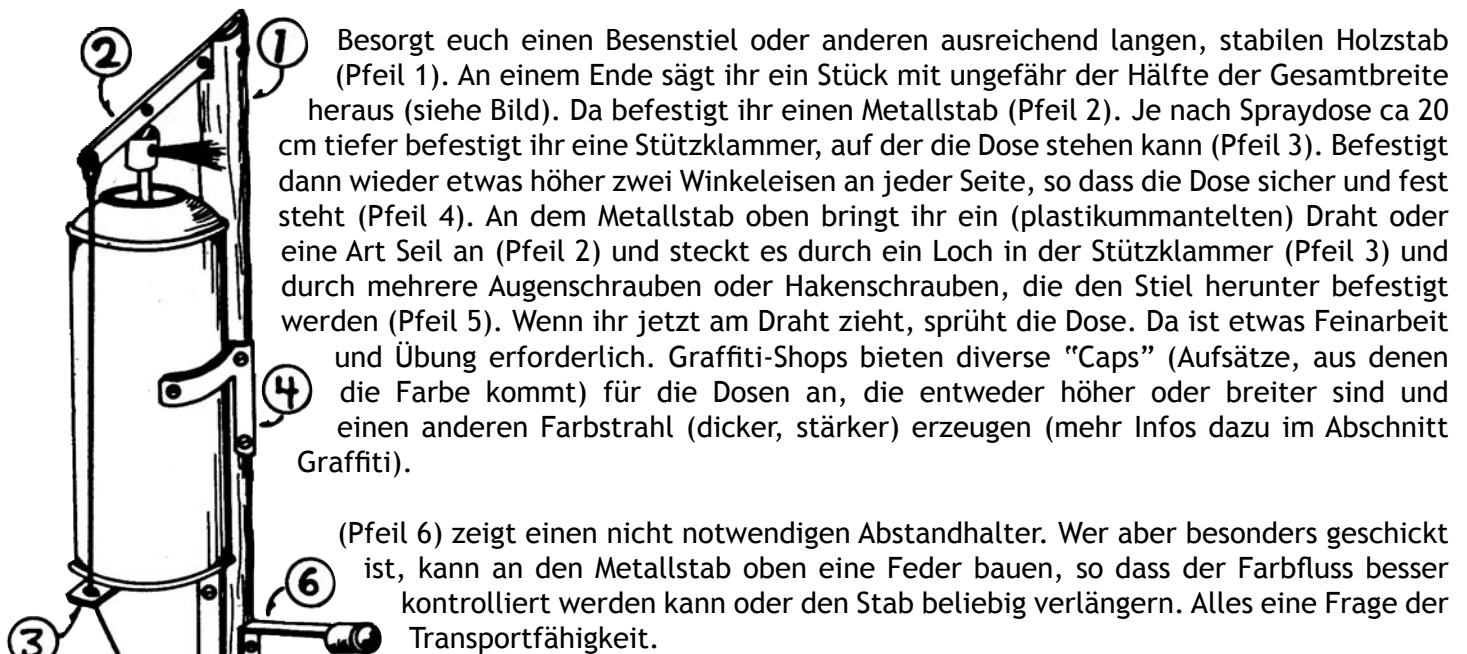 2
1
Besorgt euch einen Besenstiel oder anderen ausreichend langen, stabilen Holzstab
(Pfeil 1). An einem Ende sägt ihr ein Stück mit ungefähr der Hälfte der Gesamtbreite
heraus (siehe Bild). Da befestigt ihr einen Metallstab (Pfeil 2). Je nach Spraydose ca 20
cm tiefer befestigt ihr eine Stützklammer, auf der die Dose stehen kann (Pfeil 3). Befestigt
dann wieder etwas höher zwei Winkeleisen an jeder Seite, so dass die Dose sicher und fest
steht (Pfeil 4). An dem Metallstab oben bringt ihr ein (plastikummantelten) Draht oder
eine Art Seil an (Pfeil 2) und steckt es durch ein Loch in der Stützklammer (Pfeil 3) und
durch mehrere Augenschrauben oder Hakenschrauben, die den Stiel herunter befestigt
werden (Pfeil 5). Wenn ihr jetzt am Draht zieht, sprüht die Dose. Da ist etwas Feinarbeit
und Übung erforderlich. Graffiti-Shops bieten diverse "Caps" (Aufsätze, aus denen
4
die Farbe kommt) für die Dosen an, die entweder höher oder breiter sind und
einen anderen Farbstrahl (dicker, stärker) erzeugen (mehr Infos dazu im Abschnitt
Graffiti).
(Pfeil 6) zeigt einen nicht notwendigen Abstandhalter. Wer aber besonders geschickt
6
ist, kann an den Metallstab oben eine Feder bauen, so dass der Farbfluss besser
kontrolliert werden kann oder den Stab beliebig verlängern. Alles eine Frage der
3
Transportfähigkeit.